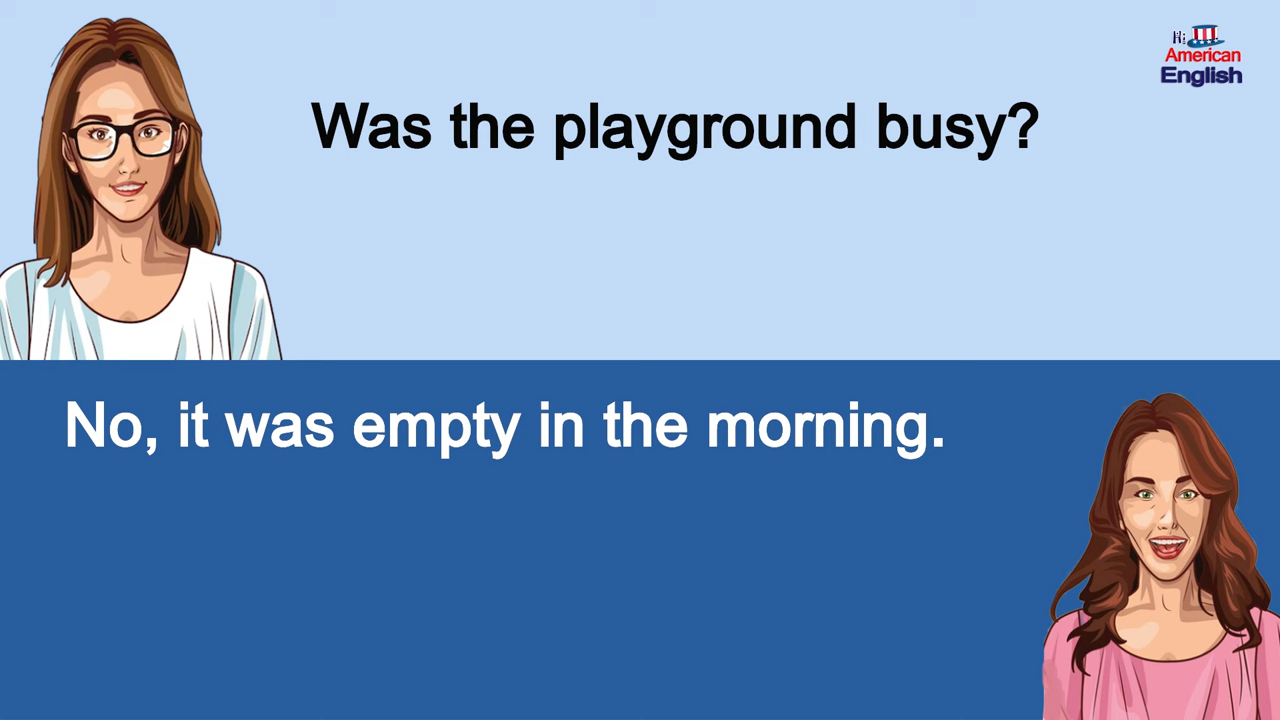 Hi
American
English
Was the playground busy?
No, it was empty in the morning.